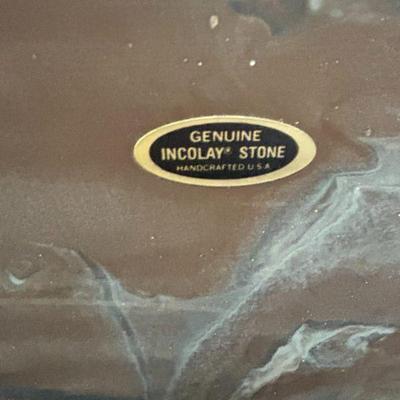 GENUINE
INCOLAY® STONE
HANDCRAFTED U.S.A.